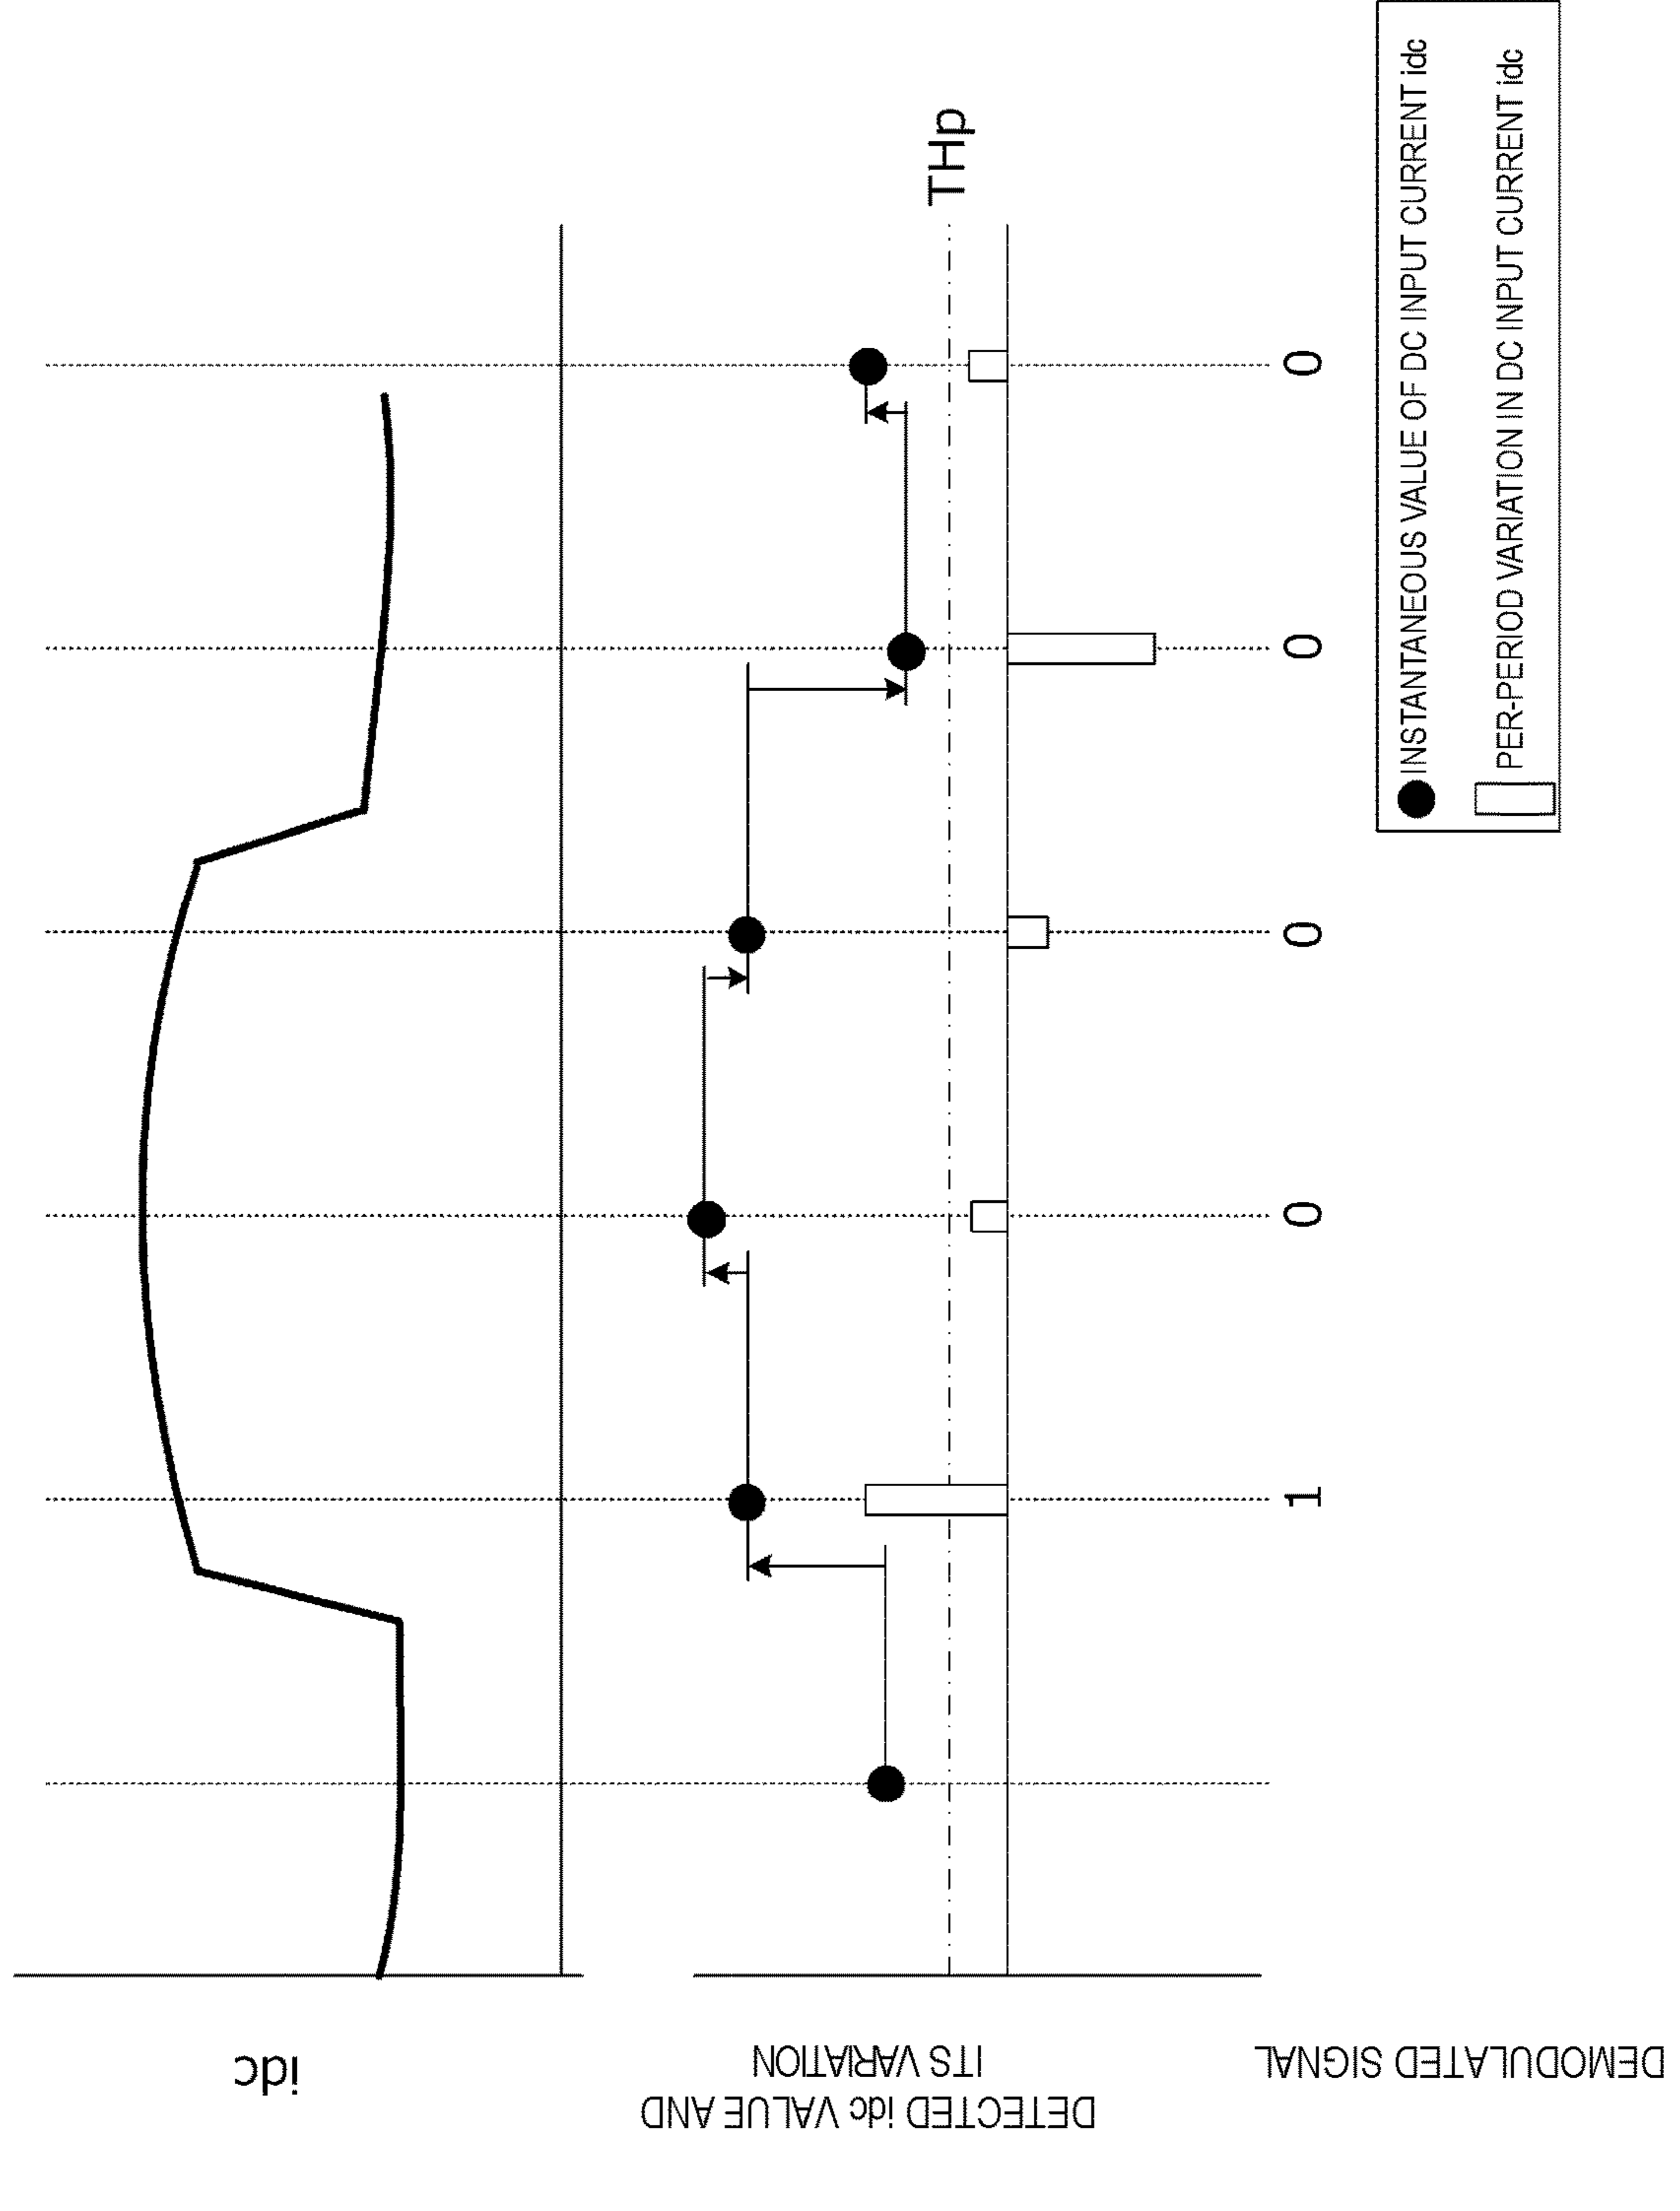 idc
DETECTED idc VALUE AND
ITS VARIATION
THp
DEMODULATED SIGNAL
1 0 0 0 0
INSTANTANEOUS VALUE OF DC INPUT CURRENT idc
PER-PERIOD VARIATION IN DC INPUT CURRENT idc